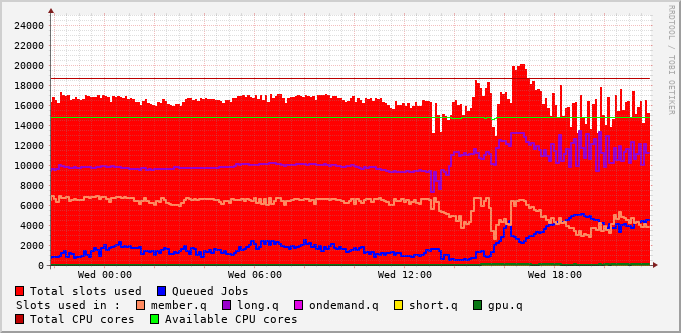 24000
22000
20000
18000
16000
14000
12000
10000
8000
6000
4000
2000
0
Wed 00:00 Wed 06:00 Wed 12:00 Wed 18:00
RRDTOOL / TOBI OETIKER
Total slots used Queued Jobs
Slots used in : member.q long.q ondemand.q short.q gpu.q
Total CPU cores Available CPU cores